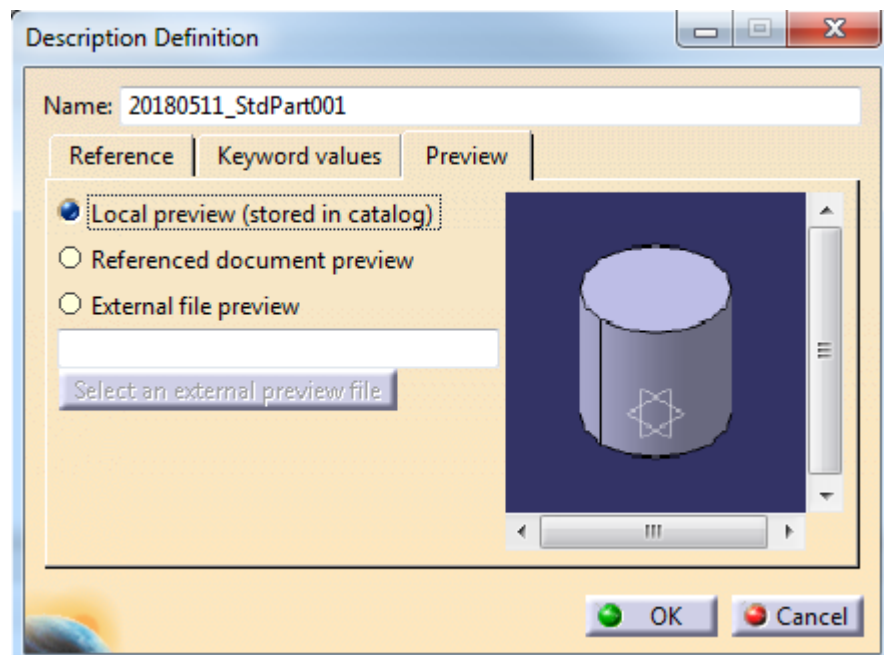 Description Definition
Name: 20180511_StdPart001
Reference Keyword values Preview
Local preview (stored in catalog)
Referenced document preview
External file preview
Select an external preview file
OK Cancel